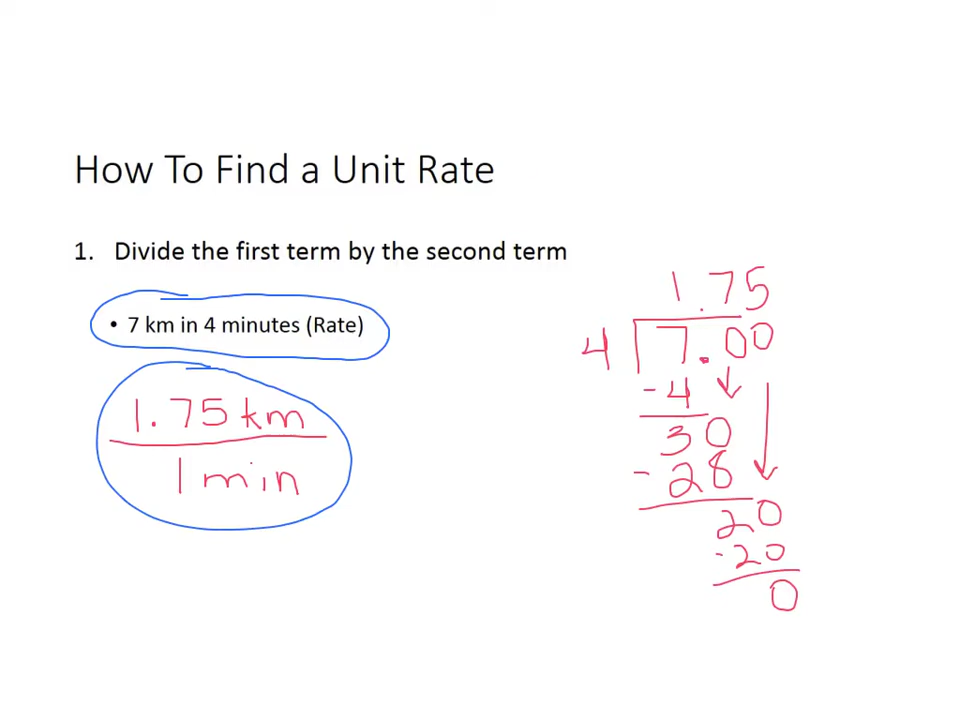 How To Find a Unit Rate
1. Divide the first term by the second term
• 7 km in 4 minutes (Rate)
1.75 km
1 min
1.75
4 7.00
-4
30
-28
20
-20
0